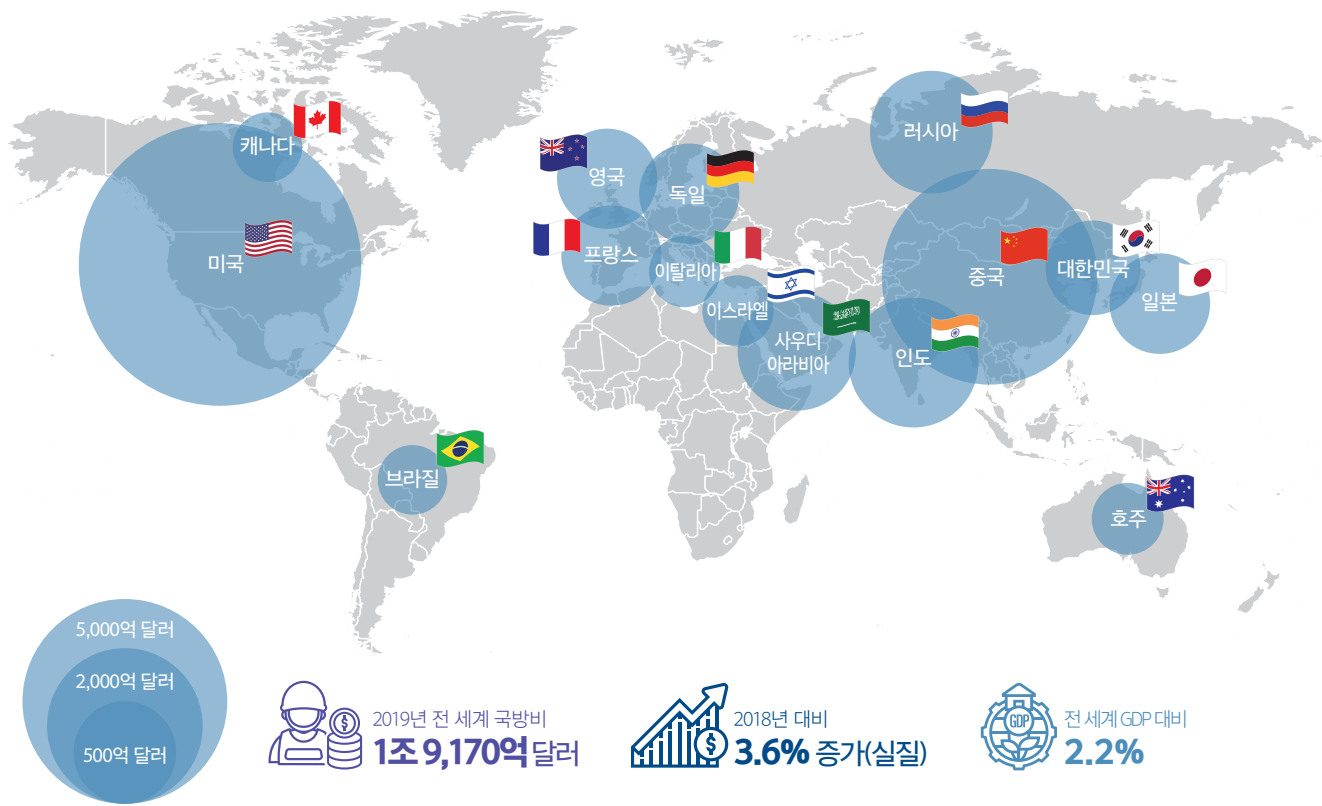 캐나다
미국
영국
독일
프랑스
이탈리아
이스라엘
사우디
아라비아
러시아
중국
대한민국
일본
인도
브라질
호주
5,000억 달러
2,000억 달러
500억 달러
2019년 전 세계 국방비
1조 9,170억 달러
2018년 대비
3.6% 증가(실질)
GDP
전 세계 GDP 대비
2.2%